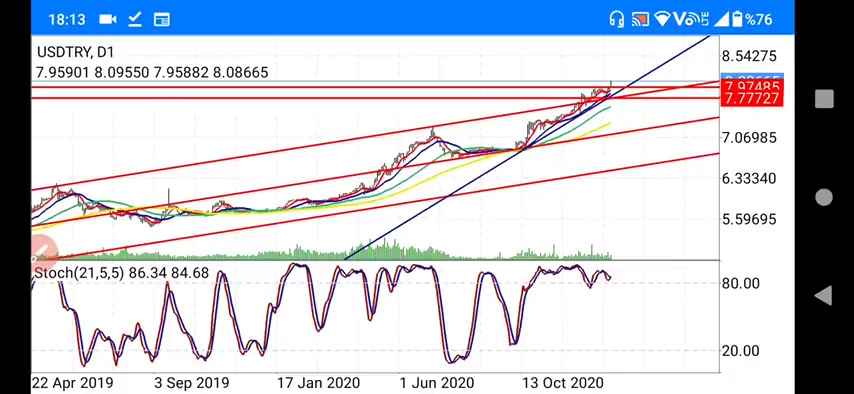 18:13 %76
USDTRY, D1
7.95901 8.09550 7.95882 8.08665
8.54275
7.97485
7.77727
7.06985
6.33340
5.59695
Stoch(21,5,5) 86.34 84.68
80.00
20.00
22 Apr 2019 3 Sep 2019 17 Jan 2020 1 Jun 2020 13 Oct 2020